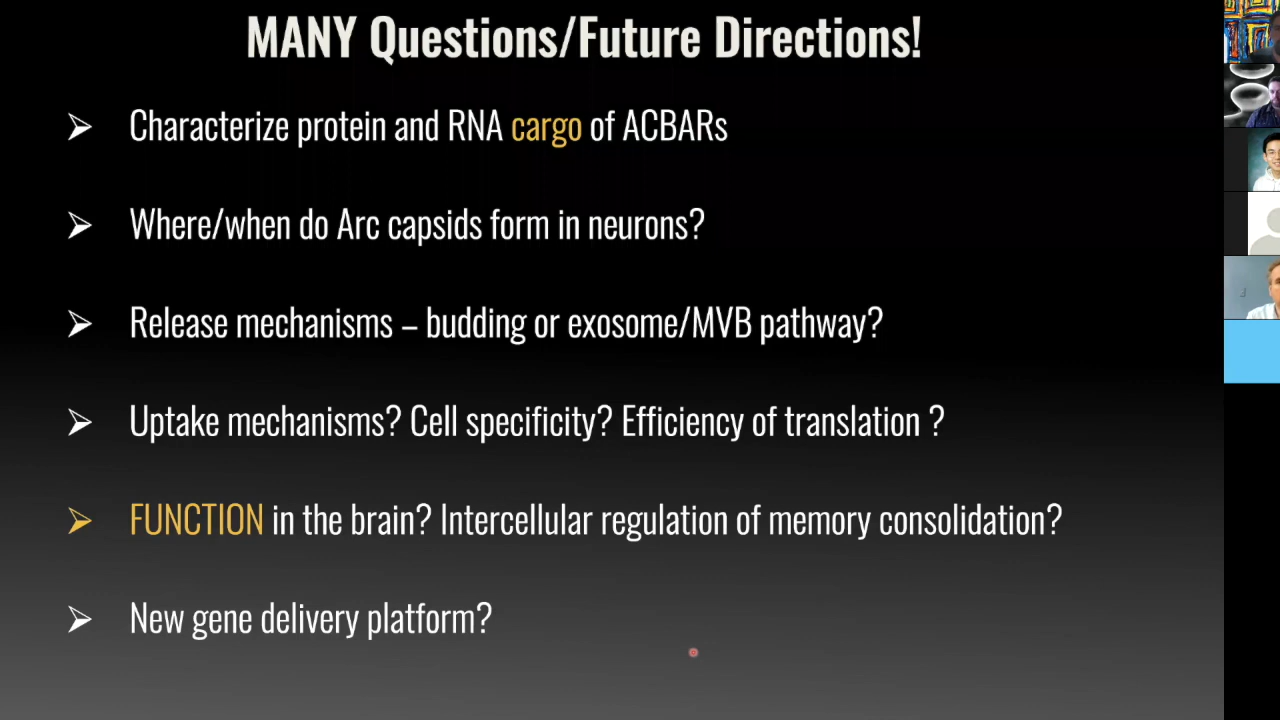 MANY Questions/Future Directions!
Characterize protein and RNA cargo of ACBARs
Where/when do Arc capsids form in neurons?
Release mechanisms – budding or exosome/MVB pathway?
Uptake mechanisms? Cell specificity? Efficiency of translation ?
FUNCTION in the brain? Intercellular regulation of memory consolidation?
New gene delivery platform?